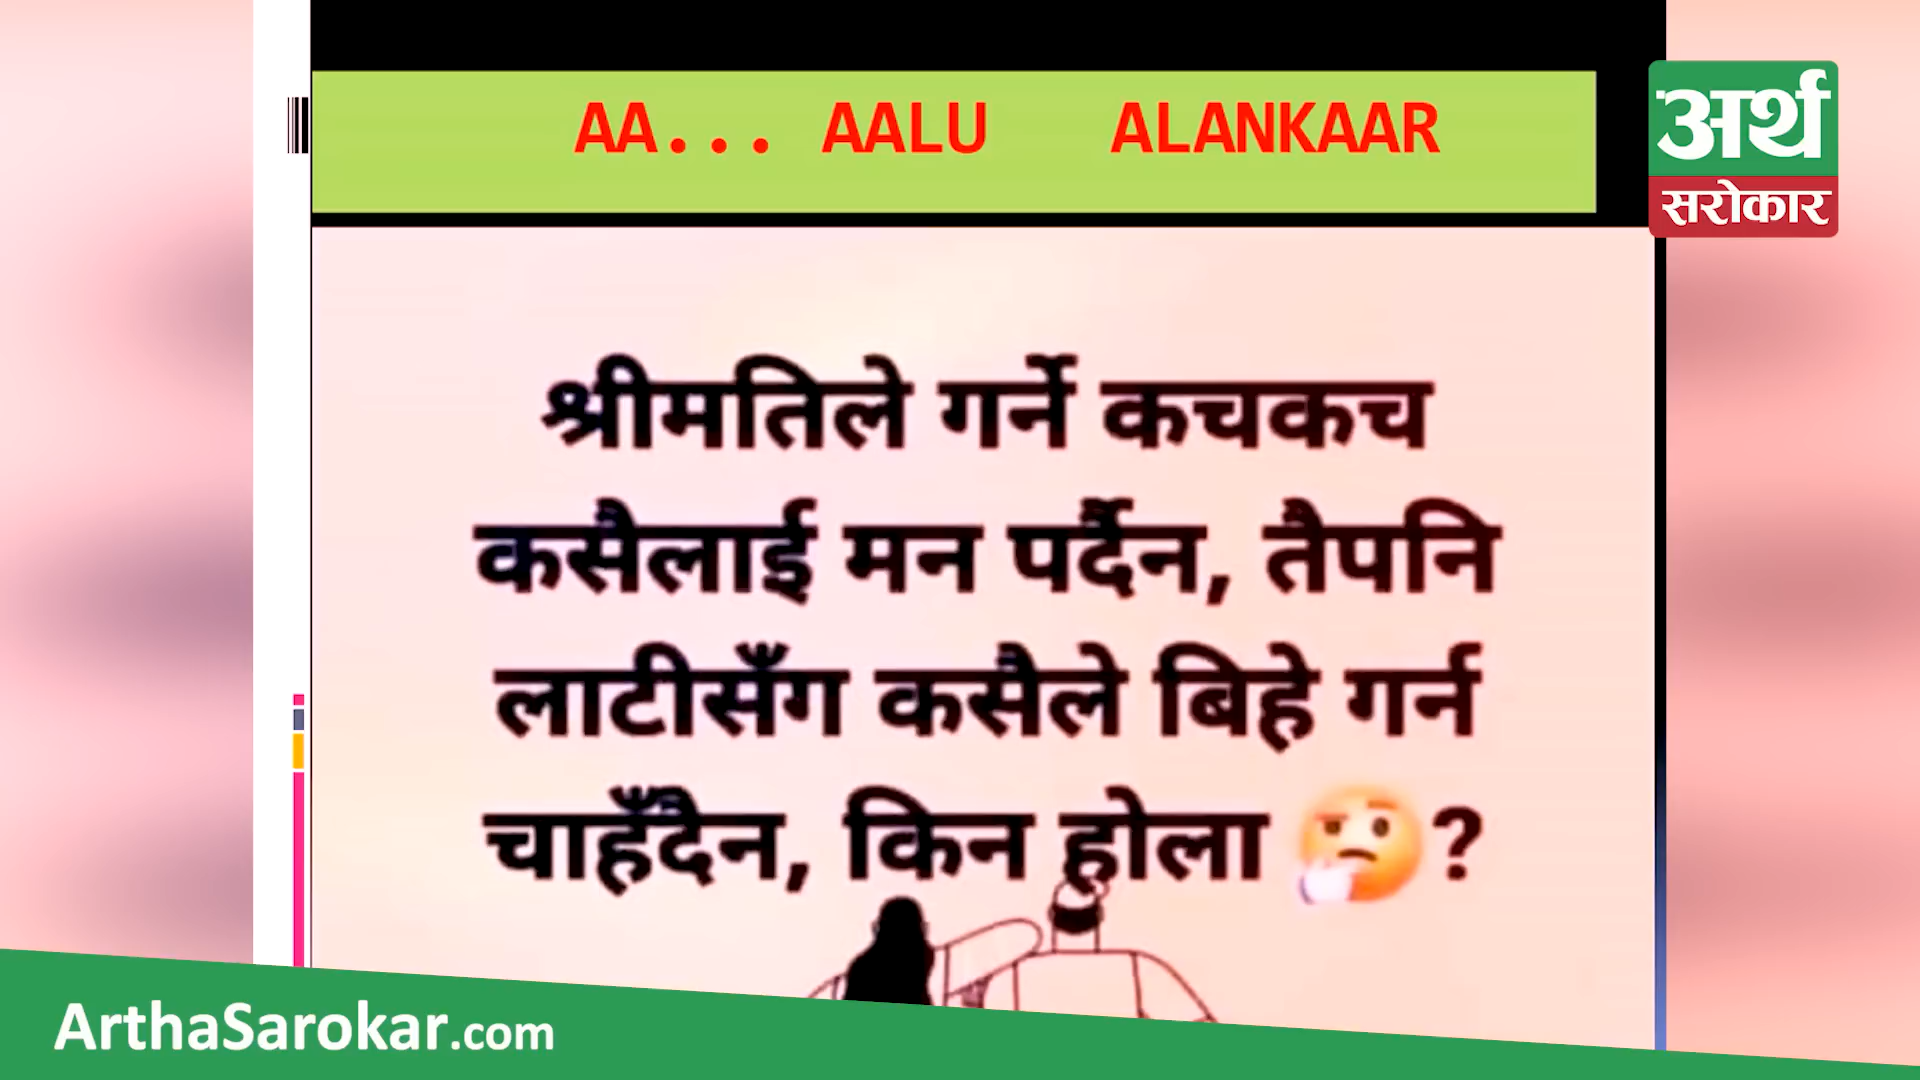 AA... AALU ALANKAAR
अर्थ
सरोकार
श्रीमतिले गर्ने कचकच
कसैलाई मन पर्दैन, तैपनि
लाटीसँग कसैले बिहे गर्न
चाहँदैन, किन होला 🤨?
ArthaSarokar.com